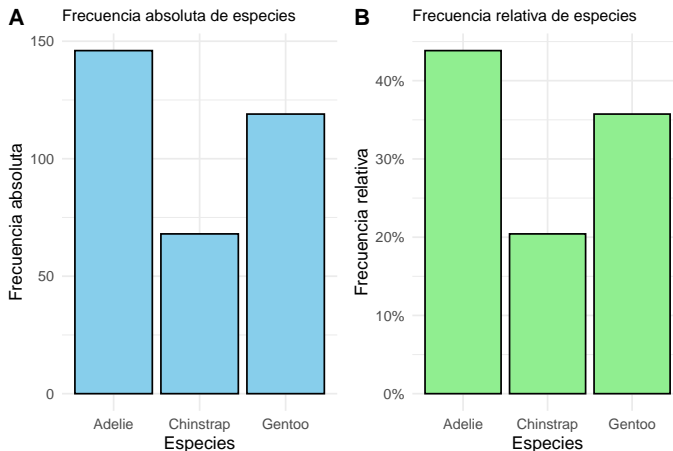 A
Frecuencia absoluta de especies
150
100
50
0
Frecuencia absoluta
Adelie
Chinstrap
Gentoo
Especies
B
Frecuencia relativa de especies
40%
30%
20%
10%
0%
Frecuencia relativa
Adelie
Chinstrap
Gentoo
Especies